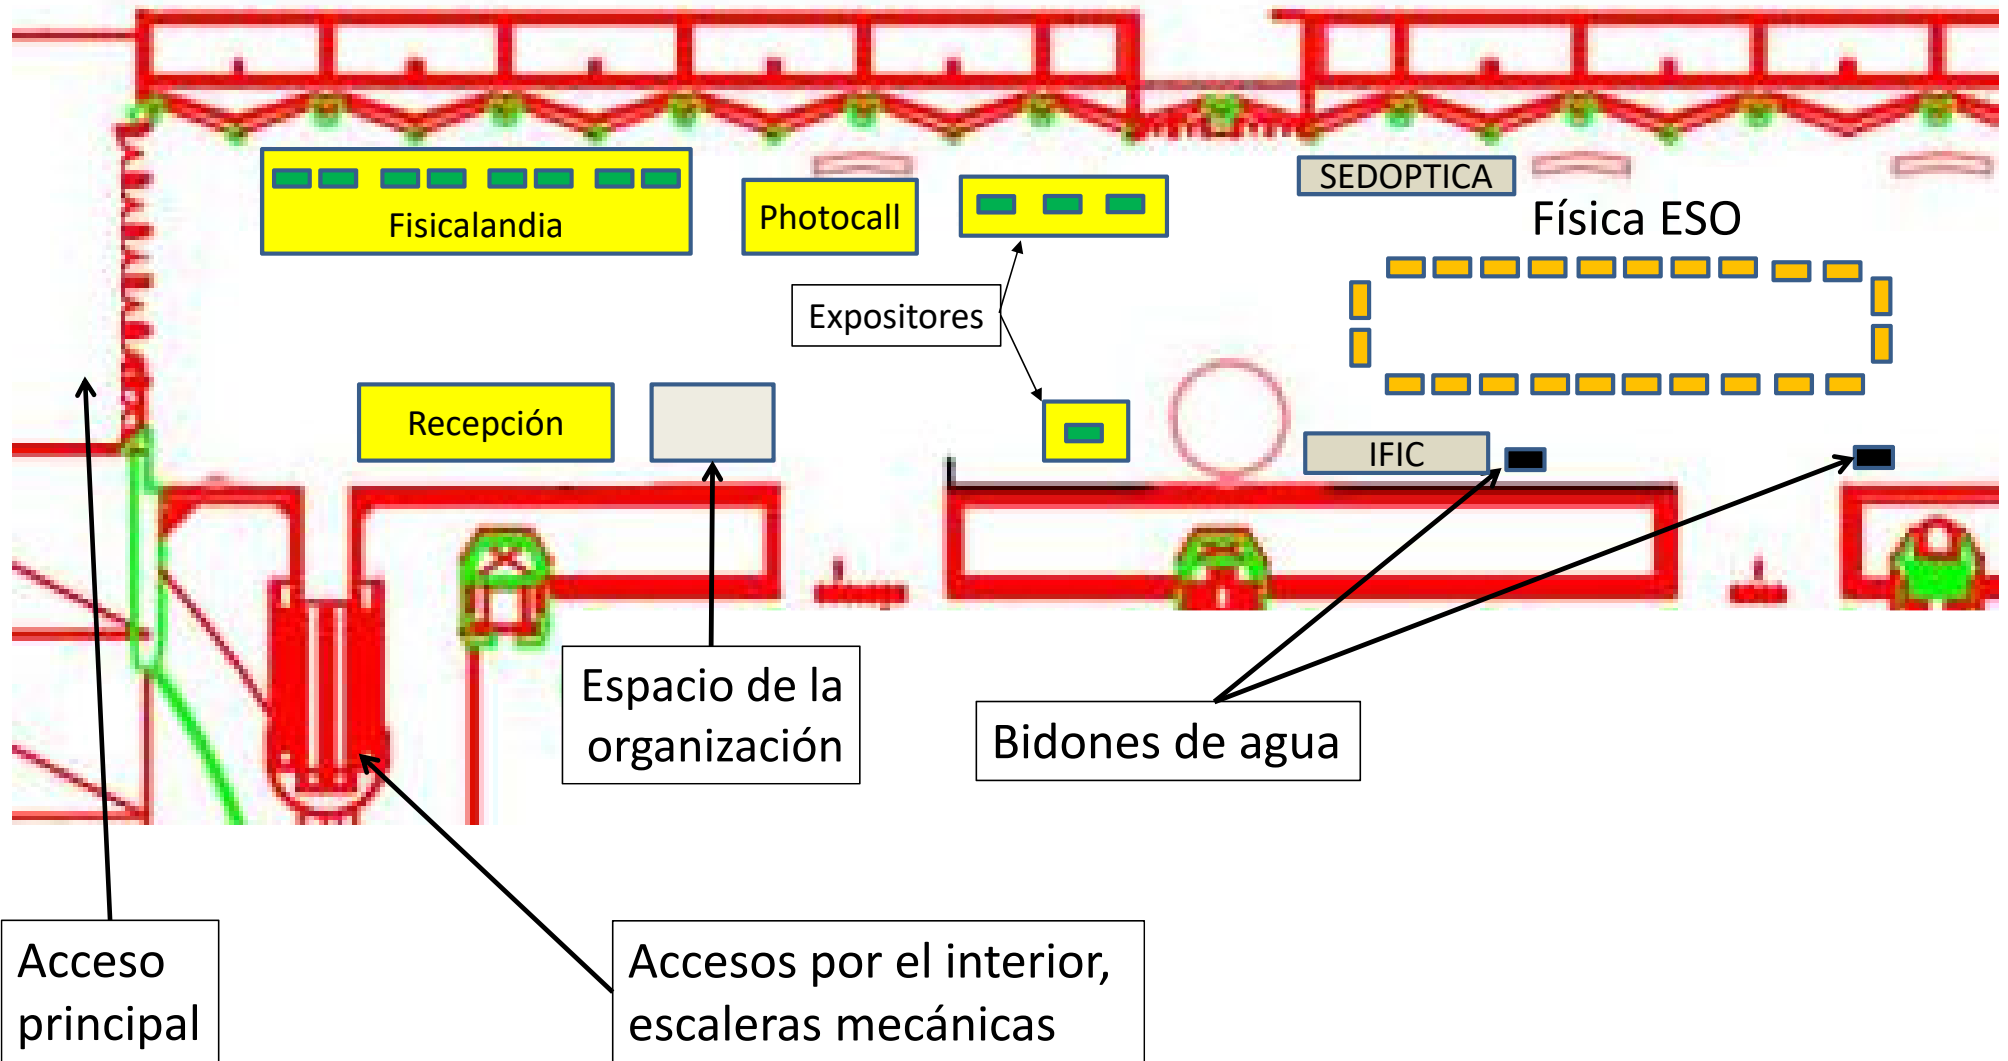 SEDOPTICA
Fisicalandia
Photocall
Física ESO
Expositores
Recepción
IFIC
Espacio de la
organización
Bidones de agua
Acceso
principal
Accesos por el interior,
escaleras mecánicas